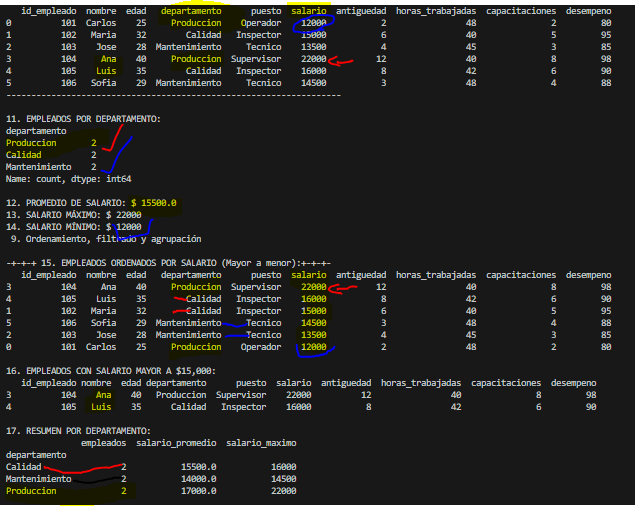 id_empleado nombre edad departamento puesto salario antiguedad horas_trabajadas capacitaciones desempeno
0 101 Carlos 25 Produccion Operador 12000 2 48 2 80
1 102 Maria 32 Calidad Inspector 15000 6 40 5 95
2 103 Jose 28 Mantenimiento Tecnico 13500 4 45 3 85
3 104 Ana 40 Produccion Supervisor 22000 12 40 8 98
4 105 Luis 35 Calidad Inspector 16000 8 42 6 90
5 106 Sofia 29 Mantenimiento Tecnico 14500 3 48 4 88
-------------------------------------------------------------------
11. EMPLEADOS POR DEPARTAMENTO:
departamento
Produccion 2
Calidad 2
Mantenimiento 2
Name: count, dtype: int64
12. PROMEDIO DE SALARIO: $ 15500.0
13. SALARIO MÁXIMO: $ 22000
14. SALARIO MÍNIMO: $ 12000
9. Ordenamiento, filtrado y agrupación
-+-+-+ 15. EMPLEADOS ORDENADOS POR SALARIO (Mayor a menor):+-+-+-
id_empleado nombre edad departamento puesto salario antiguedad horas_trabajadas capacitaciones desempeno
3 104 Ana 40 Produccion Supervisor 22000 12 40 8 98
4 105 Luis 35 Calidad Inspector 16000 8 42 6 90
1 102 Maria 32 Calidad Inspector 15000 6 40 5 95
5 106 Sofia 29 Mantenimiento Tecnico 14500 3 48 4 88
2 103 Jose 28 Mantenimiento Tecnico 13500 4 45 3 85
0 101 Carlos 25 Produccion Operador 12000 2 48 2 80
16. EMPLEADOS CON SALARIO MAYOR A $15,000:
id_empleado nombre edad departamento puesto salario antiguedad horas_trabajadas capacitaciones desempeno
3 104 Ana 40 Produccion Supervisor 22000 12 40 8 98
4 105 Luis 35 Calidad Inspector 16000 8 42 6 90
17. RESUMEN POR DEPARTAMENTO:
empleados salario_promedio salario_maximo
departamento
Calidad 2 15500.0 16000
Mantenimiento 2 14000.0 14500
Produccion 2 17000.0 22000